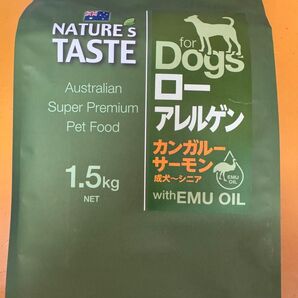 NATURE's
TASTE
Australian
Super Premium
Pet Food
1.5kg
NET
for
Dogs
ロー
アレルゲン
カンガルー
サーモン
成犬～シニア
EMU
OIL
with EMU OIL